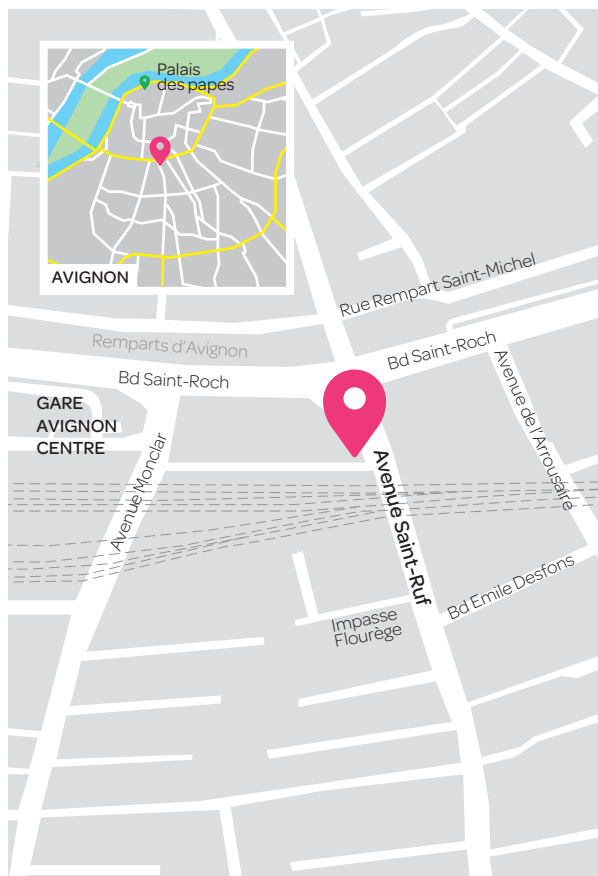 Palais
des papes
AVIGNON
Rue Rempart Saint-Michel
Remparts d'Avignon
Bd Saint-Roch
Bd Saint-Roch
Avenue de l'Arrousaire
GARE
AVIGNON
CENTRE
Avenue Monclar
Avenue Saint-Ruf
Bd Emile Desfons
Impasse
Flourège